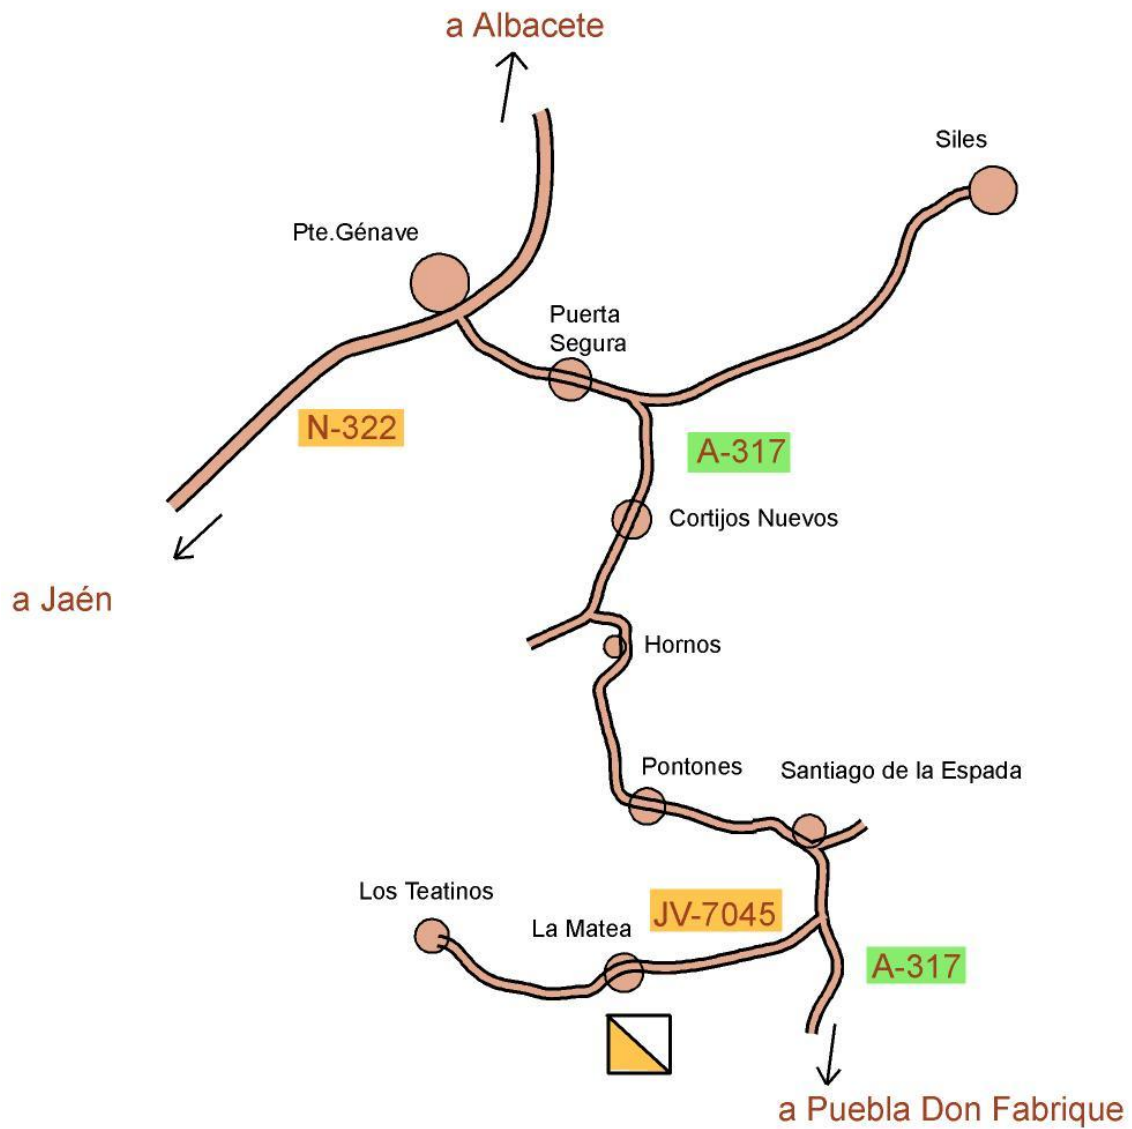 a Albacete
Siles
Pte.Génave
Puerta
Segura
N-322
A-317
Cortijos Nuevos
a Jaén
Hornos
Pontones
Santiago de la Espada
Los Teatinos
JV-7045
La Matea
A-317
a Puebla Don Fabrique